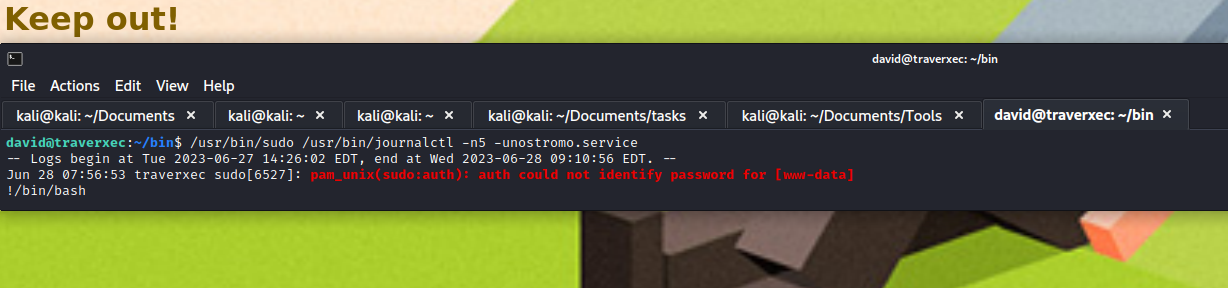 Keep out!
david@traverxec: ~/bin
File Actions Edit View Help
kali@kali: ~/Documents × kali@kali: ~ × kali@kali: ~ × kali@kali: ~/Documents/tasks × kali@kali: ~/Documents/Tools × david@traverxec: ~/bin ×
david@traverxec:~/bin$ /usr/bin/sudo /usr/bin/journalctl -n5 -unostromo.service
-- Logs begin at Tue 2023-06-27 14:26:02 EDT, end at Wed 2023-06-28 09:10:56 EDT. --
Jun 28 07:56:53 traverxec sudo[6527]: pam_unix(sudo:auth): auth could not identify password for [www-data]
!/bin/bash